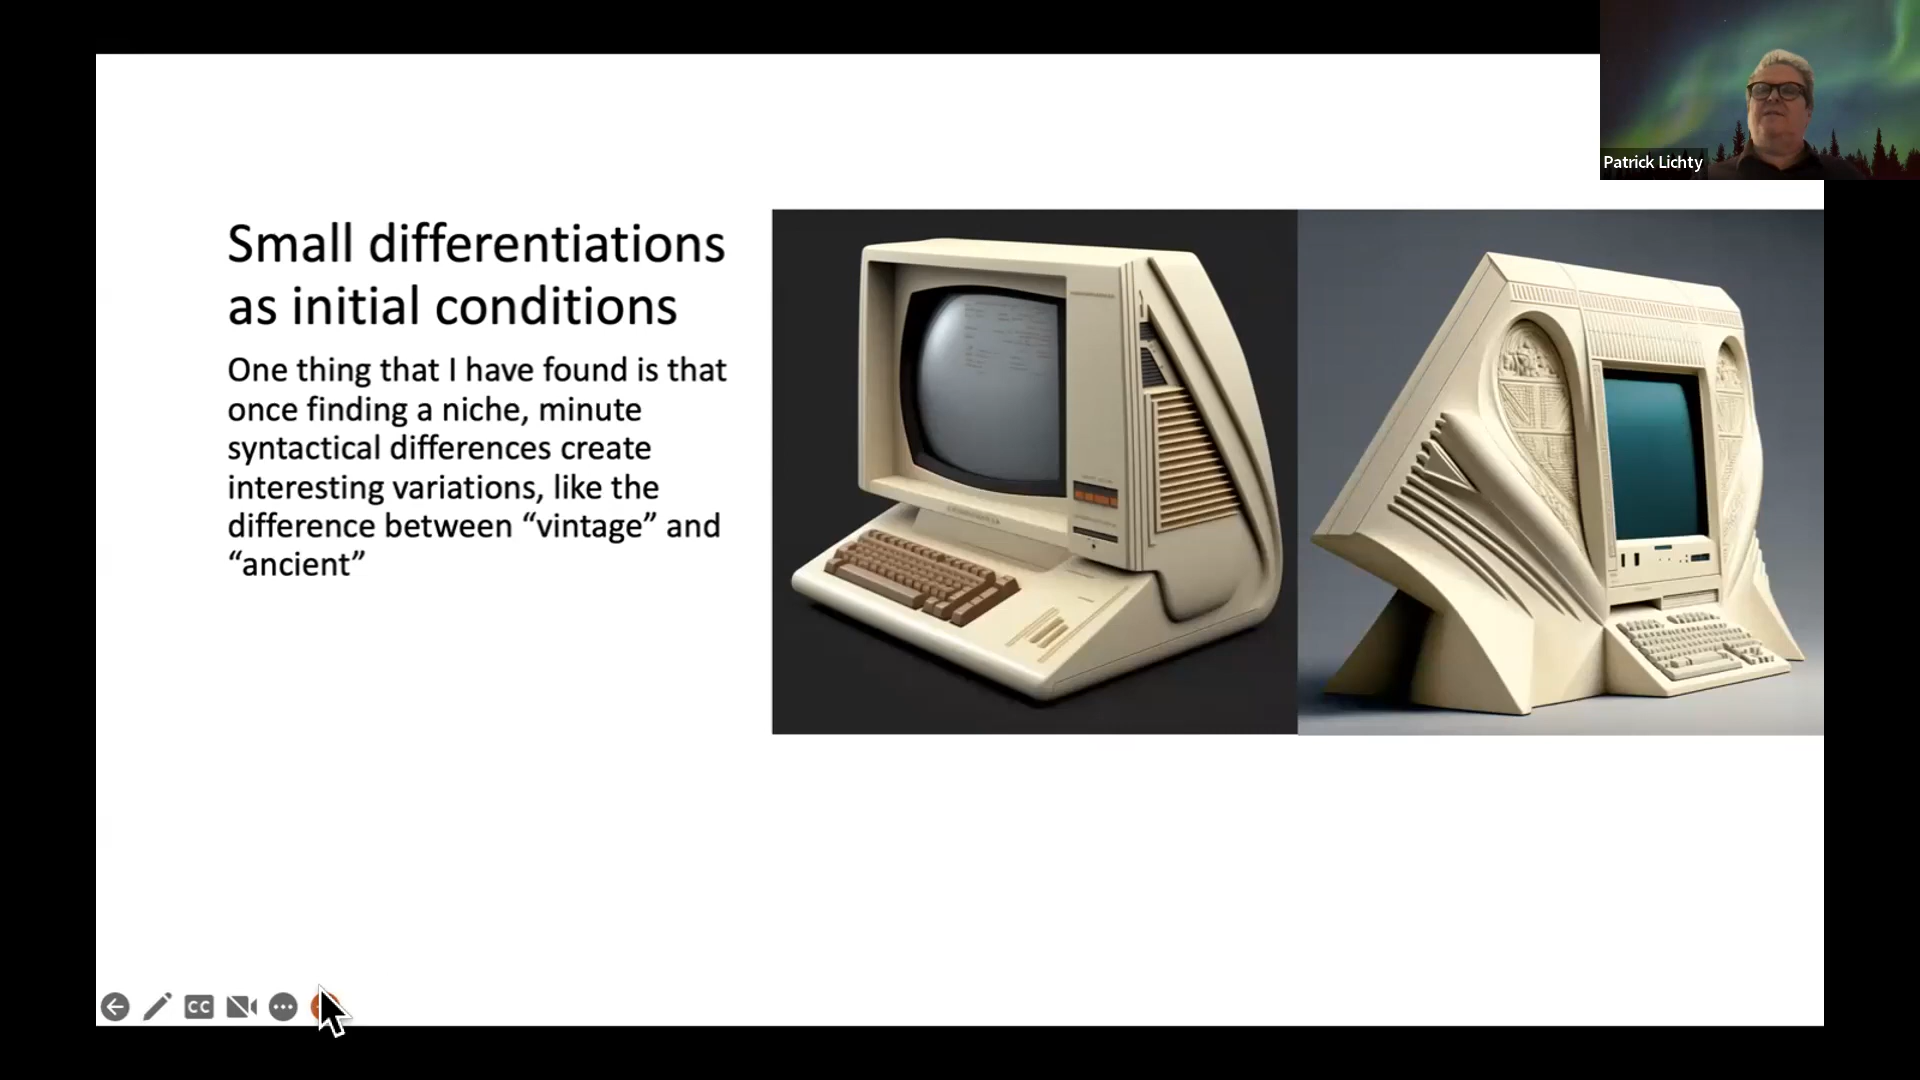 Patrick Lichty
Small differentiations
as initial conditions
One thing that I have found is that
once finding a niche, minute
syntactical differences create
interesting variations, like the
difference between “vintage” and
“ancient”
CC